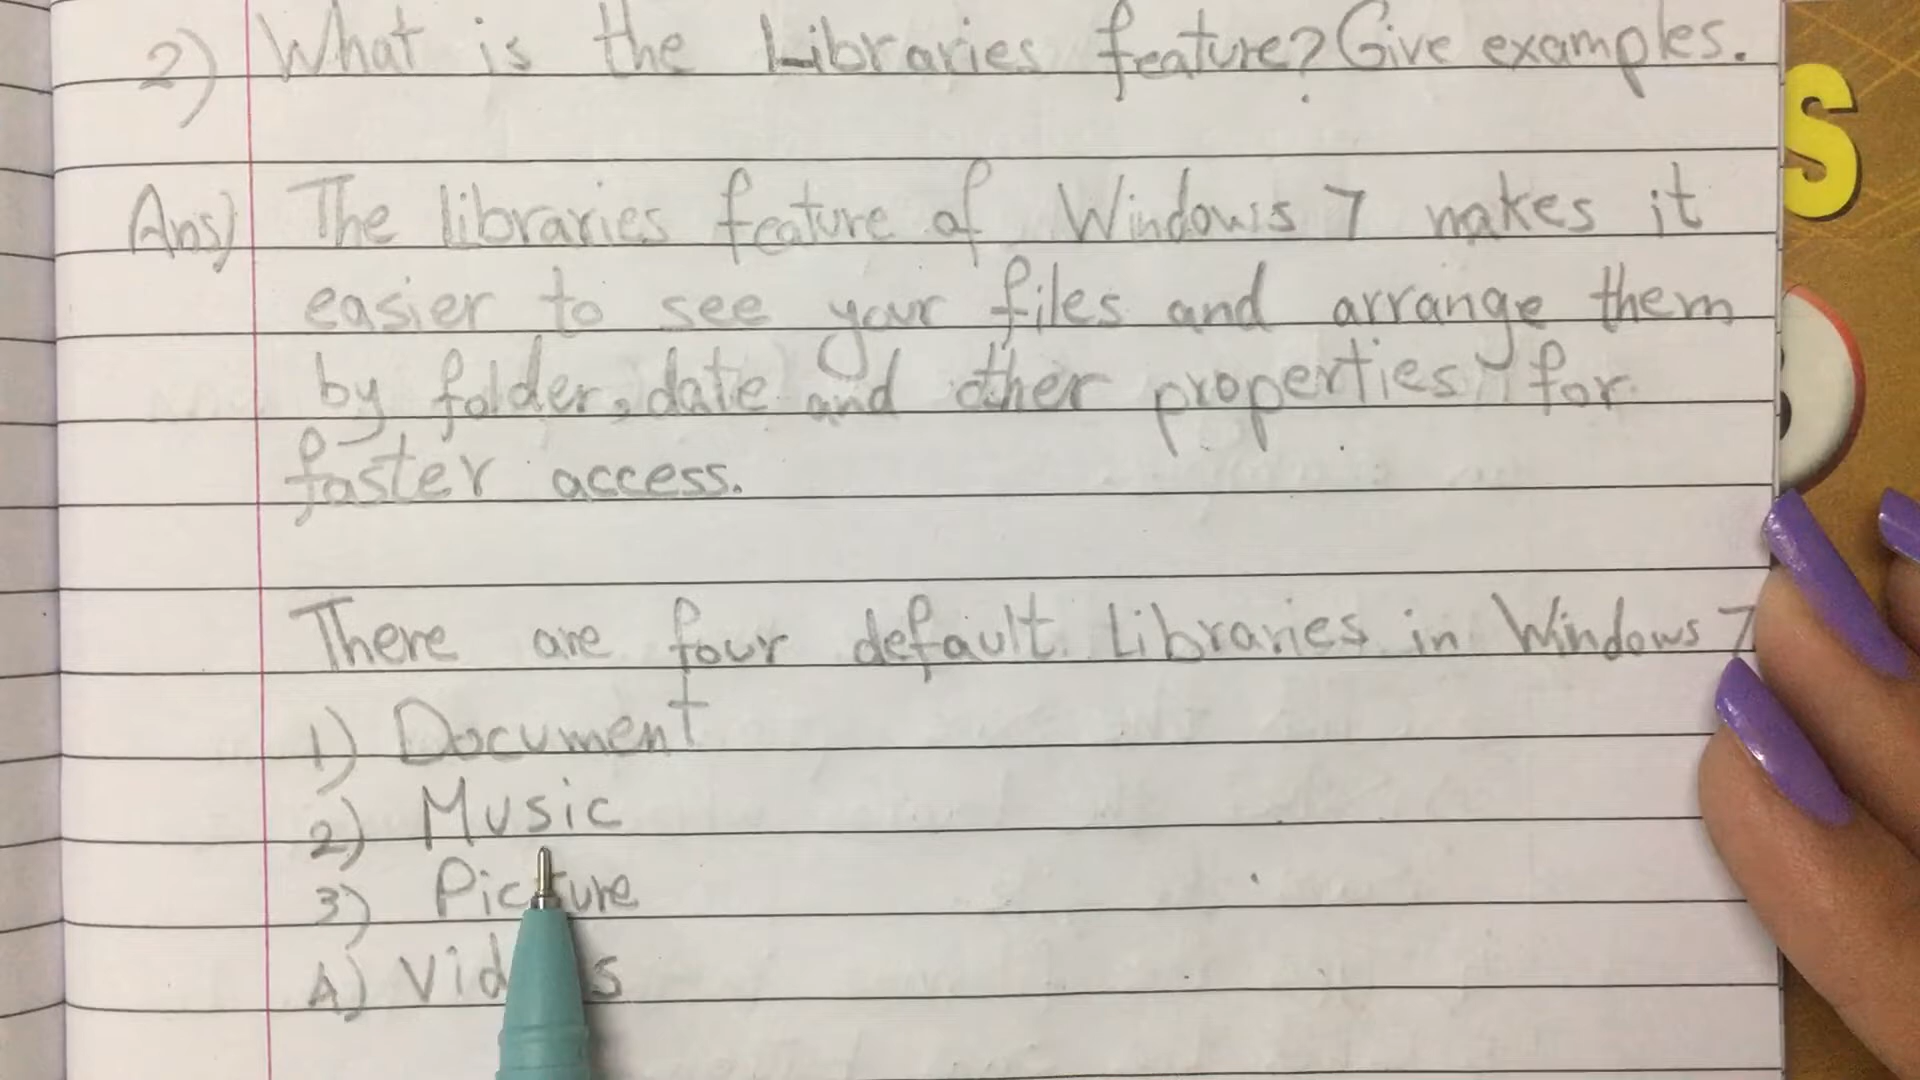 2) What is the Libraries feature? Give examples.
Ans) The libraries feature of Windows 7 makes it
easier to see your files and arrange them
by folder, date and other properties for
faster access.
There are four default Libraries in Windows 7
1) Document
2) Music
3) Picture
4) Vid s
S